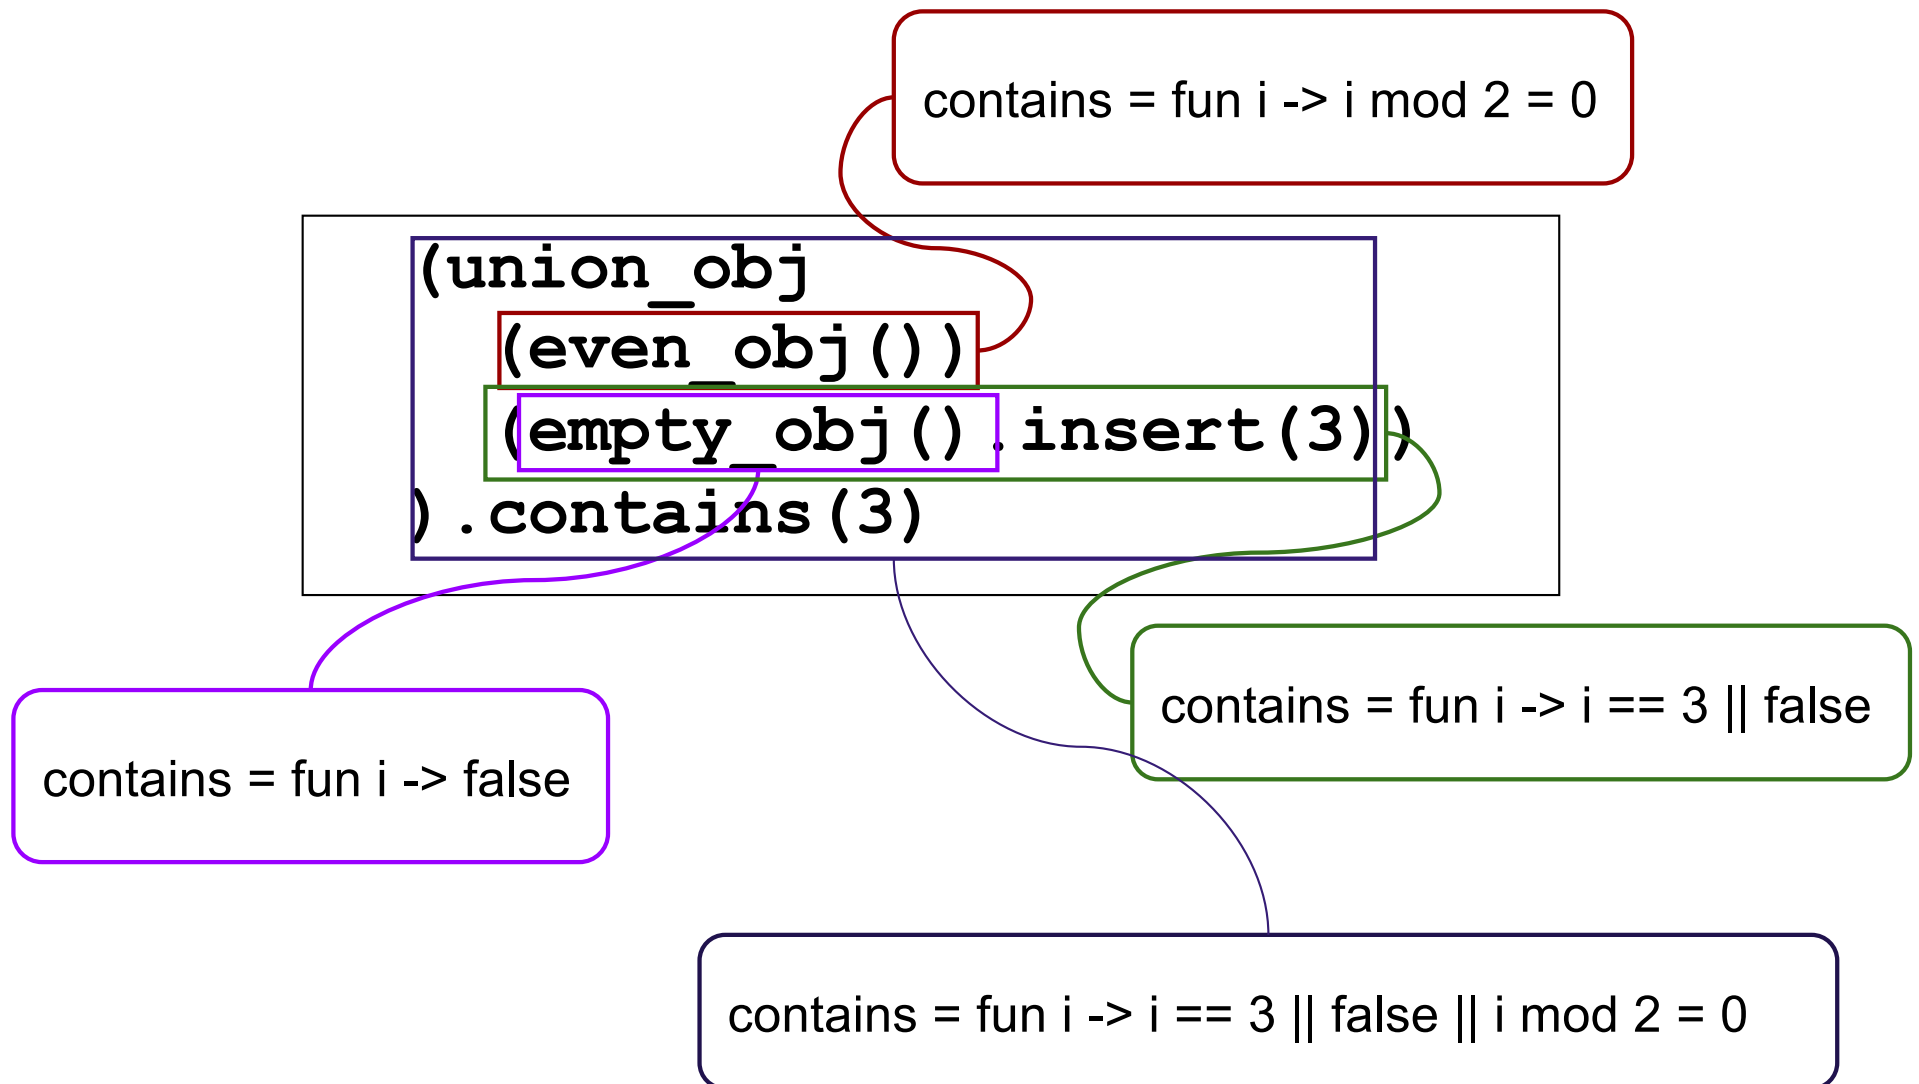 contains = fun i -> i mod 2 = 0
(union_obj
(even_obj())
(empty_obj().insert(3))
).contains(3)
contains = fun i -> i == 3 || false
contains = fun i -> false
contains = fun i -> i == 3 || false || i mod 2 = 0